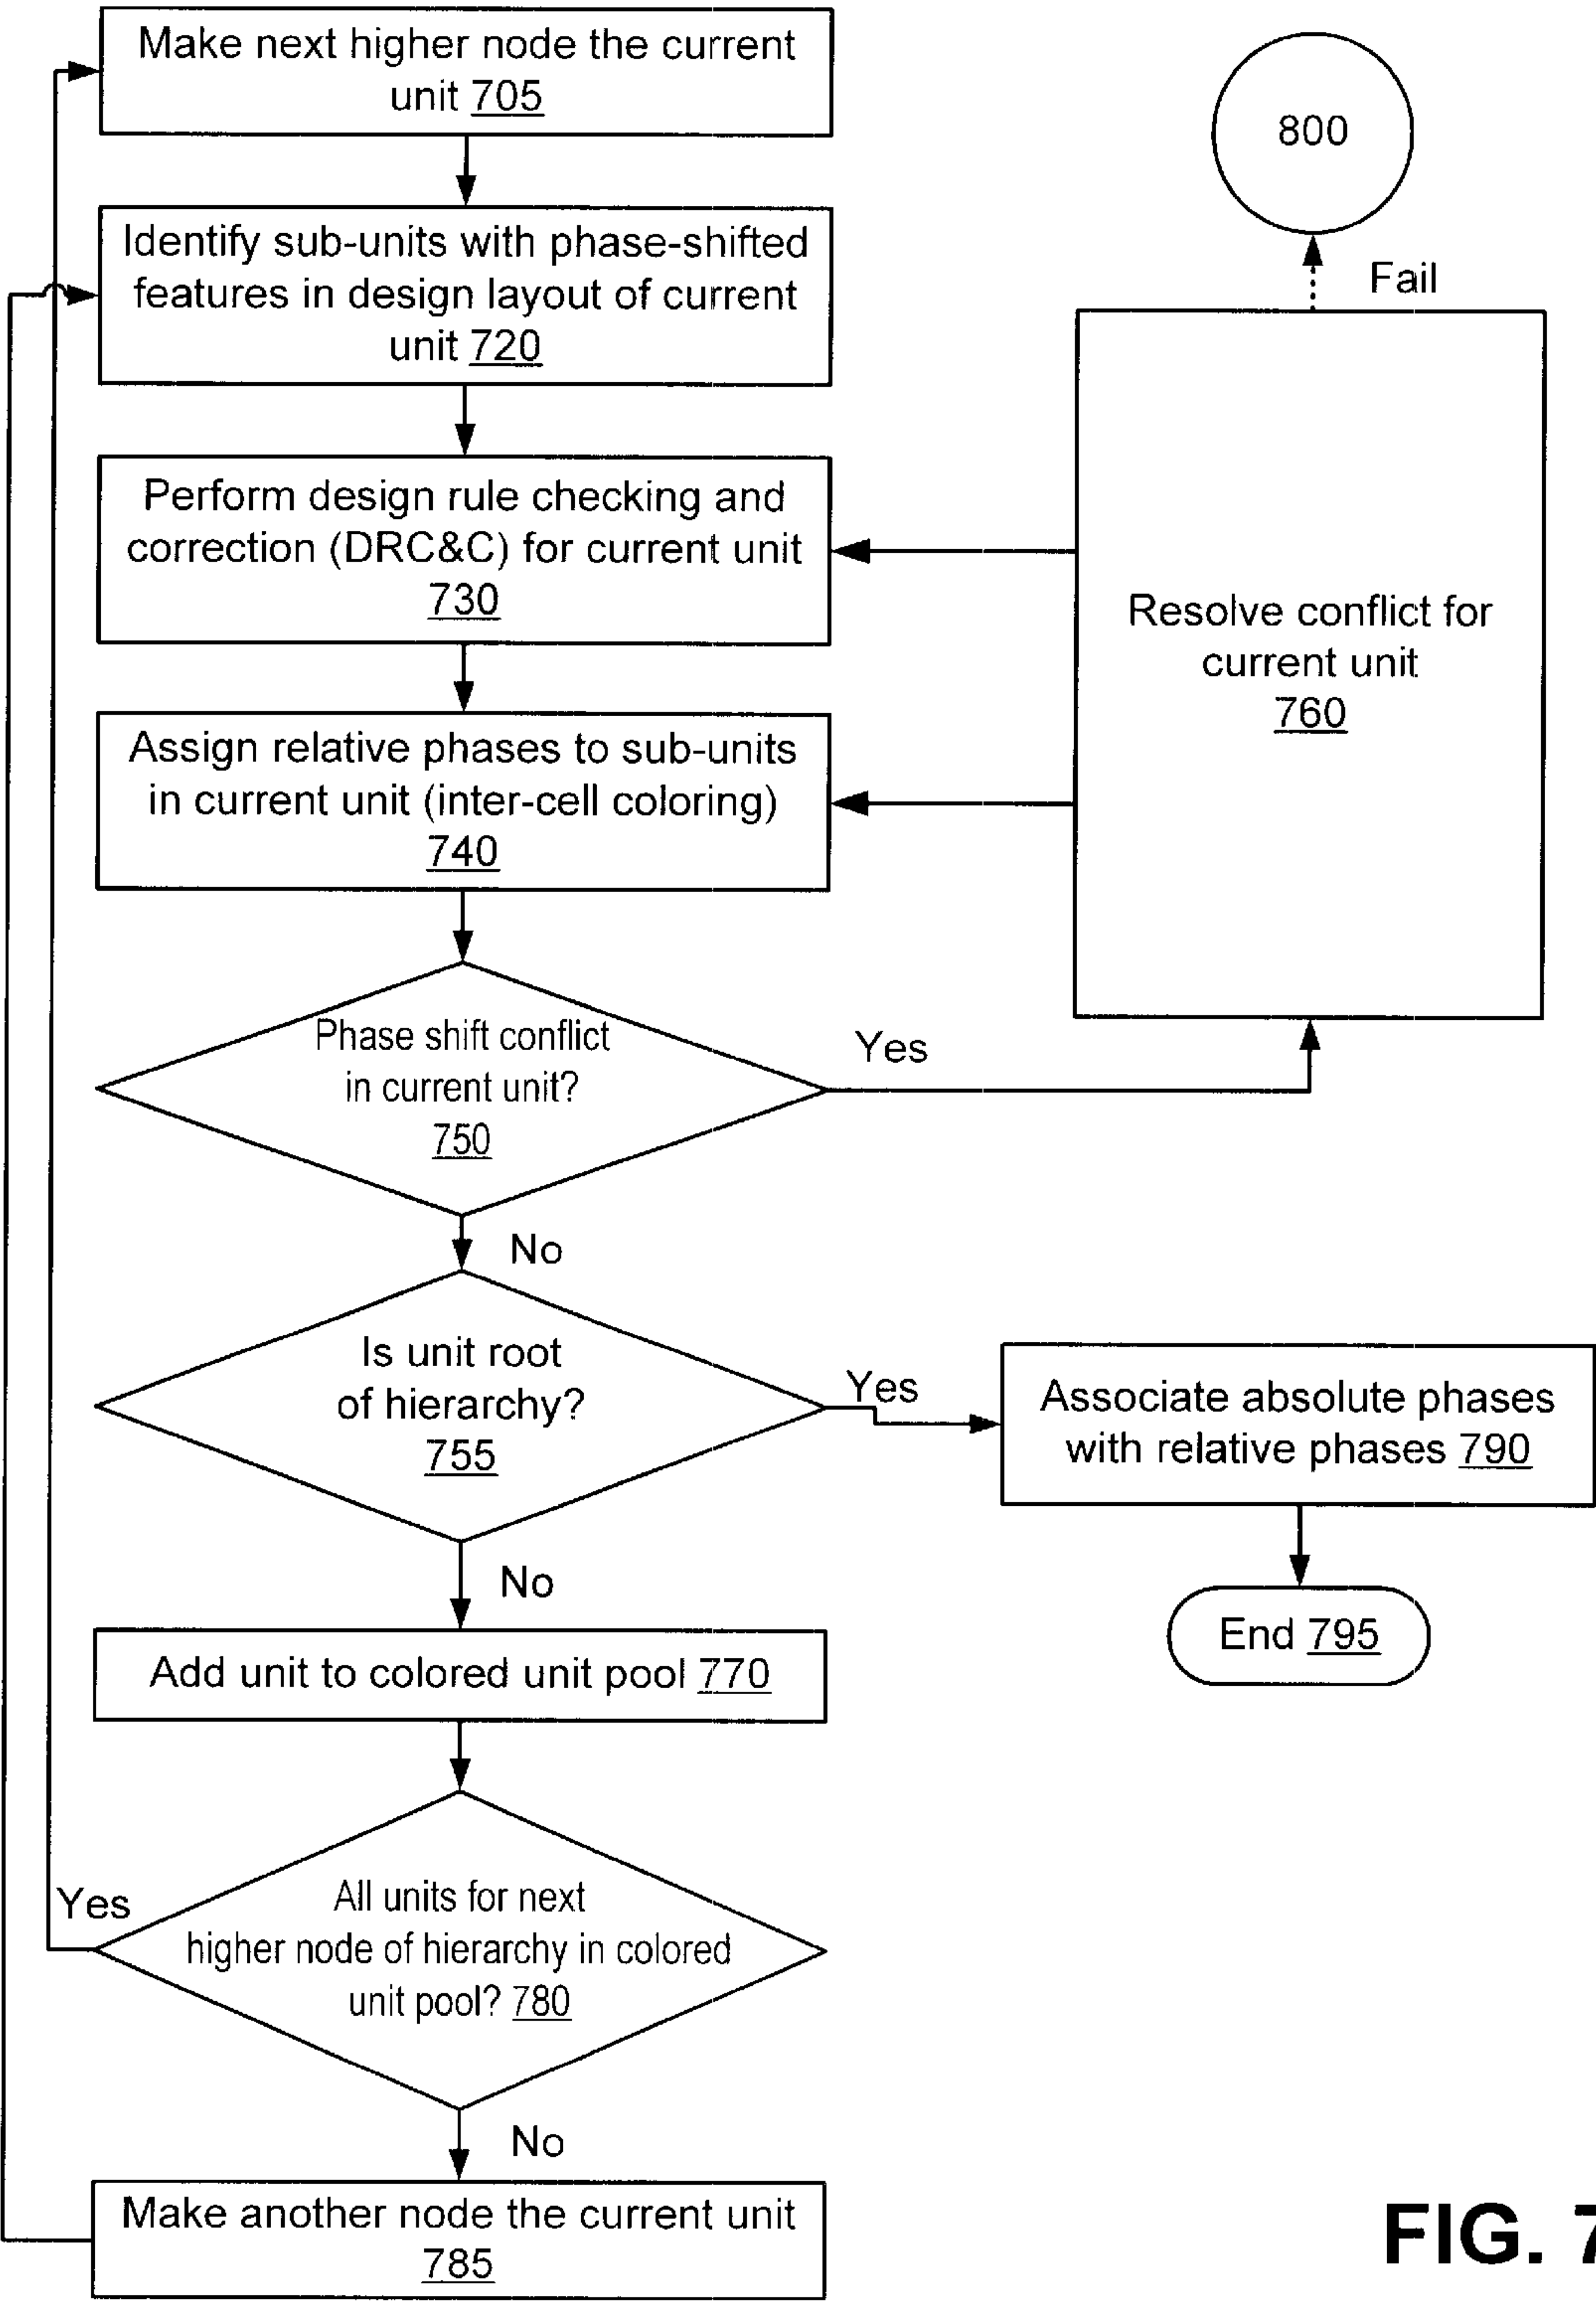 Make next higher node the current
unit 705
800
Identify sub-units with phase-shifted
features in design layout of current
unit 720
Fail
Perform design rule checking and
correction (DRC&C) for current unit
730
Resolve conflict for
current unit
760
Assign relative phases to sub-units
in current unit (inter-cell coloring)
740
Phase shift conflict
in current unit?
750
Yes
No
Is unit root
of hierarchy?
755
Yes
Associate absolute phases
with relative phases 790
No
End 795
Add unit to colored unit pool 770
Yes
All units for next
higher node of hierarchy in colored
unit pool? 780
No
Make another node the current unit
785
FIG. 7